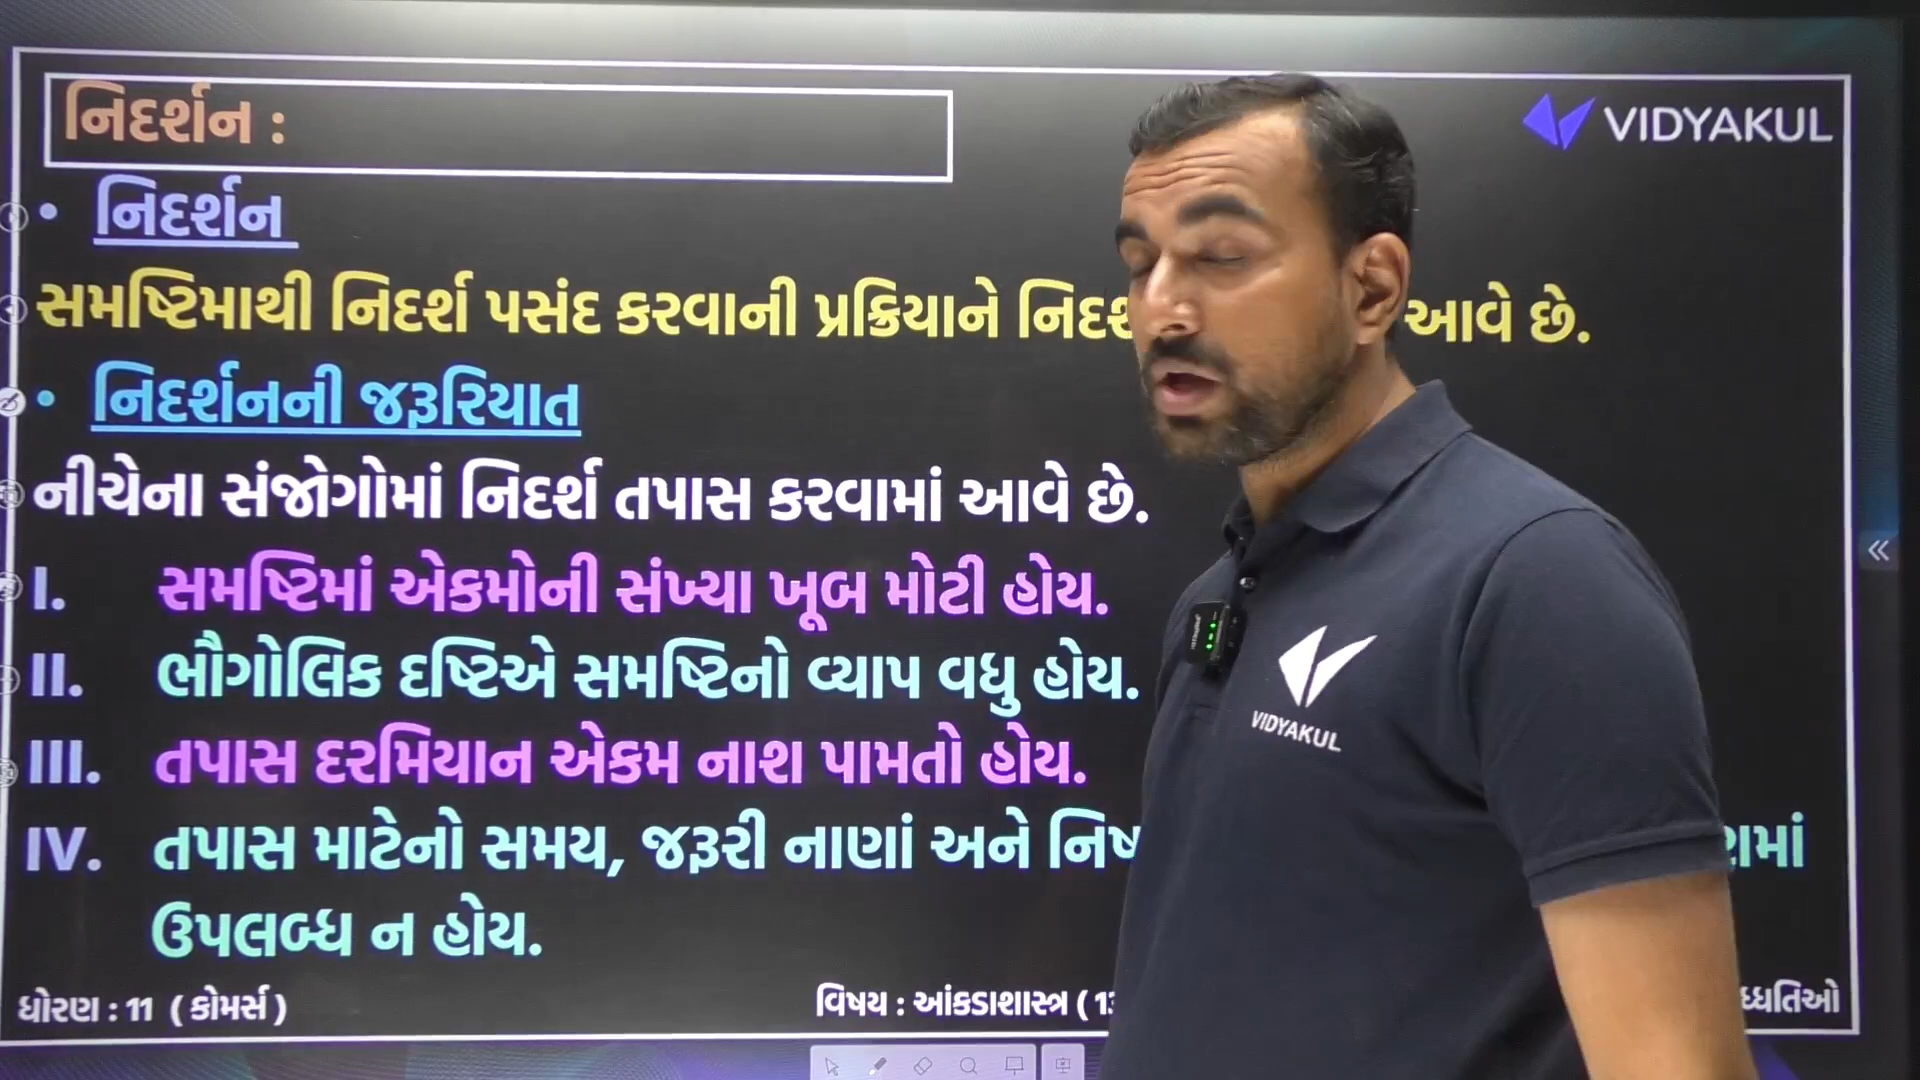 નિદર્શન :
VIDYAKUL
• નિદર્શન
સમષ્ટિમાથી નિદર્શ પસંદ કરવાની પ્રક્રિયાને આવે છે.
• નિદર્શનની જરૂરિયાત
નીચેના સંજોગોમાં નિદર્શ તપાસ કરવામાં આવે છે.
I. સમષ્ટિમાં એકમોની સંખ્યા ખૂબ મોટી હોય.
II. ભૌગોલિક દષ્ટિએ સમષ્ટિનો વ્યાપ વધુ હોય.
III. તપાસ દરમિયાન એકમ નાશ પામતો હોય.
IV. તપાસ માટેનો સમય, જરૂરી નાણાં અને
ઉપલબ્ધ ન હોય.
ધોરણ : 11 ( કોમર્સ )
વિષય : આંકડાશાસ્ત્ર
VIDYAKUL